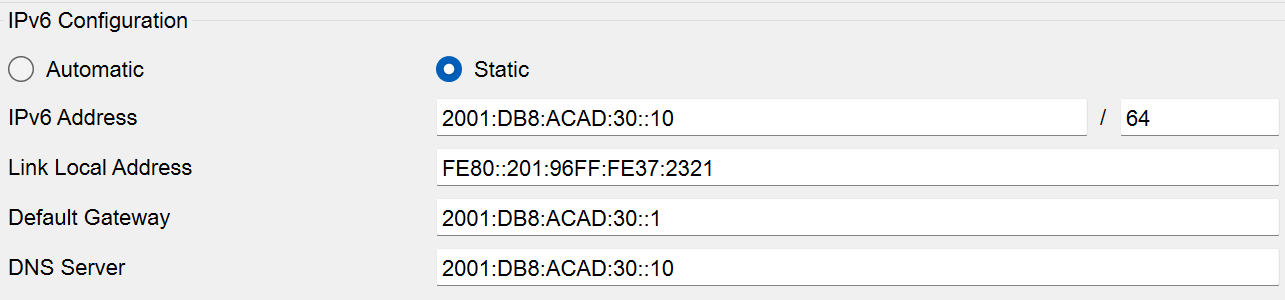 IPv6 Configuration
Automatic Static
IPv6 Address 2001:DB8:ACAD:30::10 / 64
Link Local Address FE80::201:96FF:FE37:2321
Default Gateway 2001:DB8:ACAD:30::1
DNS Server 2001:DB8:ACAD:30::10